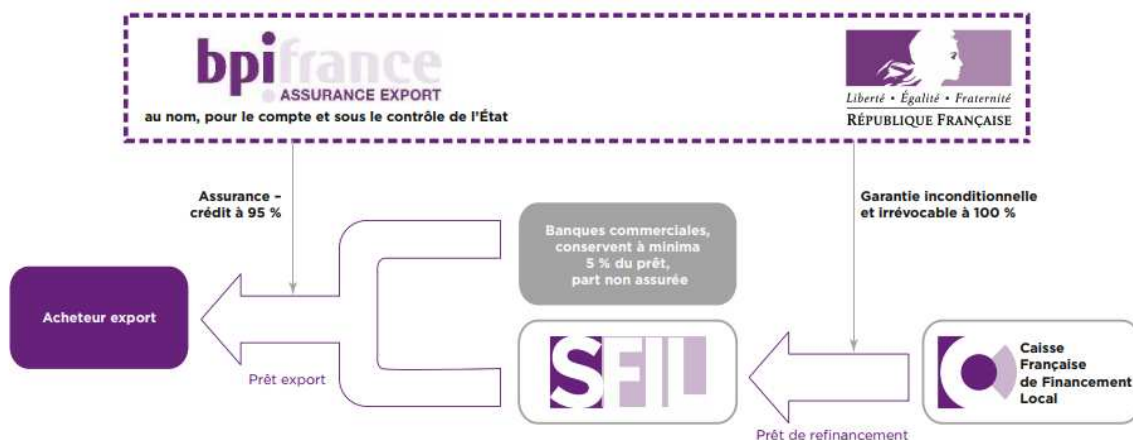 bpifrance
ASSURANCE EXPORT
au nom, pour le compte et sous le contrôle de l’État
Liberté • Égalité • Fraternité
RÉPUBLIQUE FRANÇAISE
Assurance –
crédit à 95 %
Garantie inconditionnelle
et irrévocable à 100 %
Banques commerciales,
conservent à minima
5 % du prêt,
part non assurée
Acheteur export
Prêt export
SFIL
Caisse
Française
de Financement
Local
Prêt de refinancement